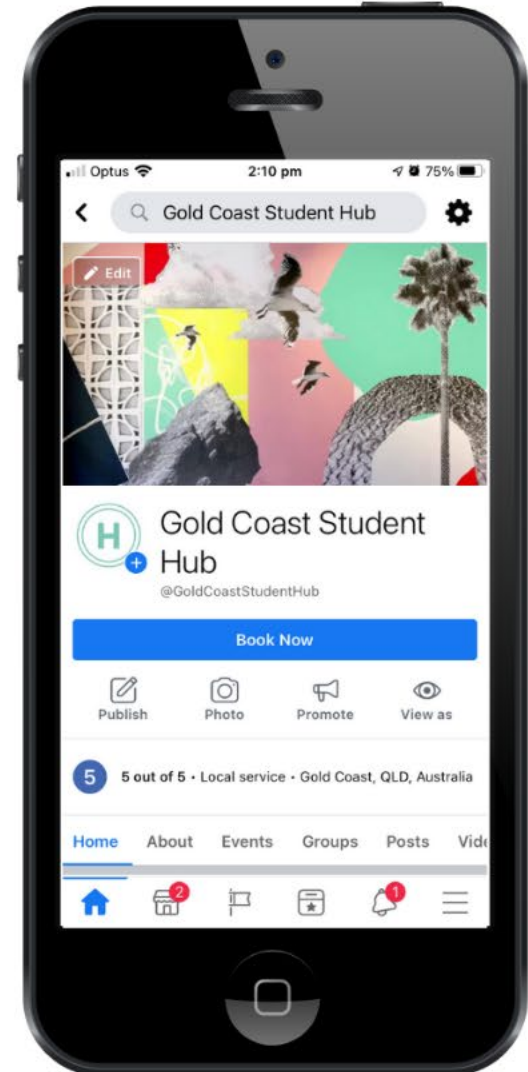 Optus 2:10 pm 75%
Gold Coast Student Hub
Edit
H
Gold Coast Student
Hub
@GoldCoastStudentHub
Book Now
Publish Photo Promote View as
5 5 out of 5 • Local service • Gold Coast, QLD, Australia
Home About Events Groups Posts Vide
2 1